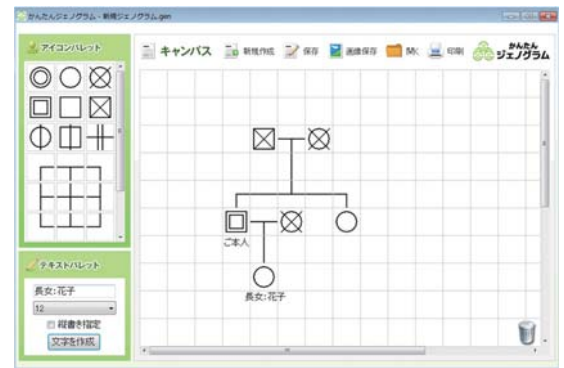 かんたんジェノグラム - 新規ジェノグラム.gen
アイコンパレット
キャンバス
新規作成
保存
画像保存
開く
印刷
かんたん
ジェノグラム
ご本人
長女:花子
テキストパレット
長女:花子
12
縦書き指定
文字を作成